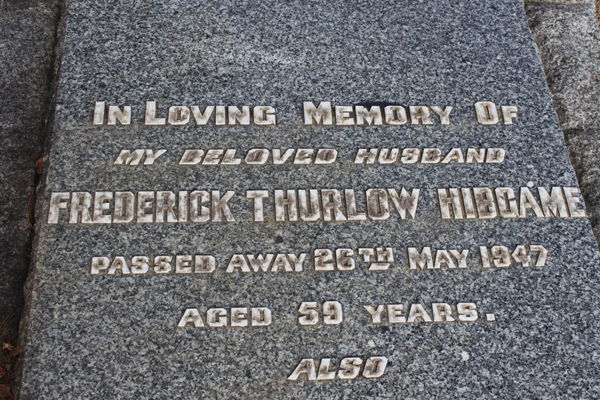 IN LOVING MEMORY OF
MY BELOVED HUSBAND
FREDERICK THURLOW HIBGAME
PASSED AWAY 26TH MAY 1947
AGED 59 YEARS.
ALSO